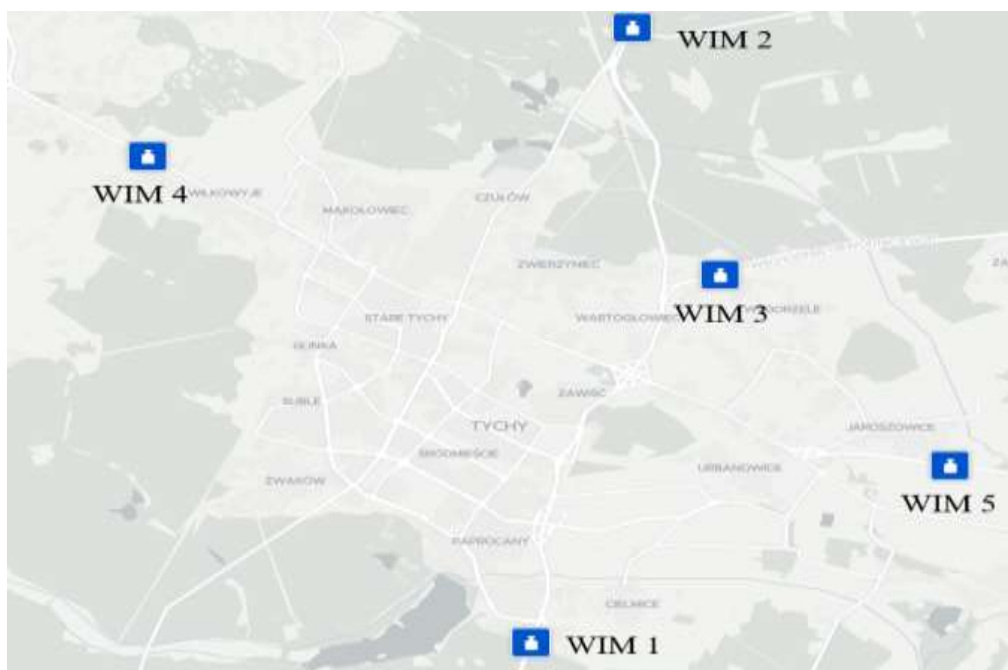 WIM 2
WIM 4
WILKOWYJE
MĄKOŁOWIEC
CZUŁÓW
ZWIERZYNIEC
WIM 3
STARE TYCHY
WARTOGŁOWIEC
GLINKA
ZAWIŚĆ
SUBLE
TYCHY
JAROSZOWICE
ŚRÓDMIEŚCIE
URBANOWICE
ŻWAKÓW
WIM 5
PAPROCANY
CIELMICE
WIM 1